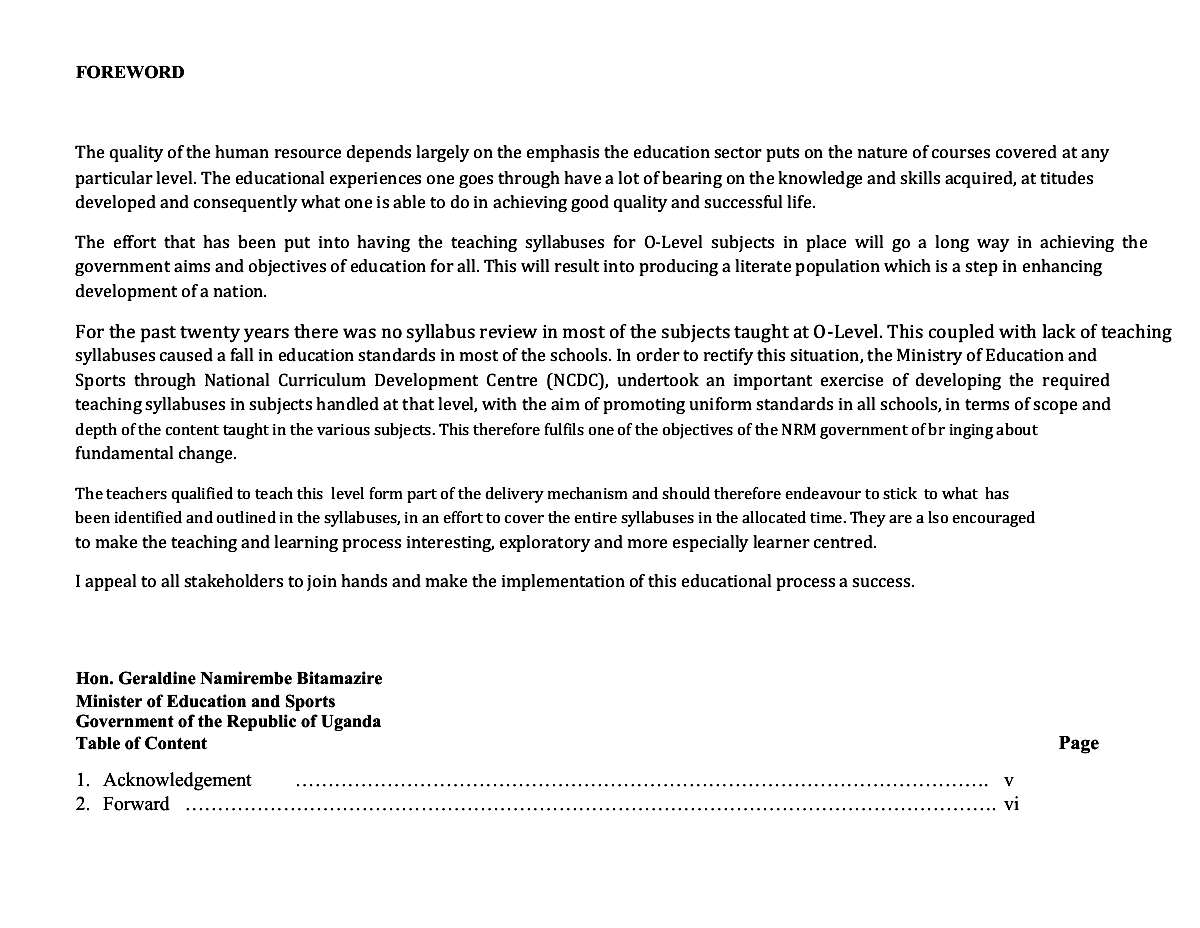 FOREWORD
The quality of the human resource depends largely on the emphasis the education sector puts on the nature of courses covered at any
particular level. The educational experiences one goes through have a lot of bearing on the knowledge and skills acquired, at titudes
developed and consequently what one is able to do in achieving good quality and successful life.
The effort that has been put into having the teaching syllabuses for O-Level subjects in place will go a long way in achieving the
government aims and objectives of education for all. This will result into producing a literate population which is a step in enhancing
development of a nation.
For the past twenty years there was no syllabus review in most of the subjects taught at O-Level. This coupled with lack of teaching
syllabuses caused a fall in education standards in most of the schools. In order to rectify this situation, the Ministry of Education and
Sports through National Curriculum Development Centre (NCDC), undertook an important exercise of developing the required
teaching syllabuses in subjects handled at that level, with the aim of promoting uniform standards in all schools, in terms of scope and
depth of the content taught in the various subjects. This therefore fulfils one of the objectives of the NRM government of br inging about
fundamental change.
The teachers qualified to teach this level form part of the delivery mechanism and should therefore endeavour to stick to what has
been identified and outlined in the syllabuses, in an effort to cover the entire syllabuses in the allocated time. They are a lso encouraged
to make the teaching and learning process interesting, exploratory and more especially learner centred.
I appeal to all stakeholders to join hands and make the implementation of this educational process a success.
Hon. Geraldine Namirembe Bitamazire
Minister of Education and Sports
Government of the Republic of Uganda
Table of Content Page
1. Acknowledgement ……………………………………………………………………………………………. v
2. Forward ……………………………………………………………………………………………………………. vi